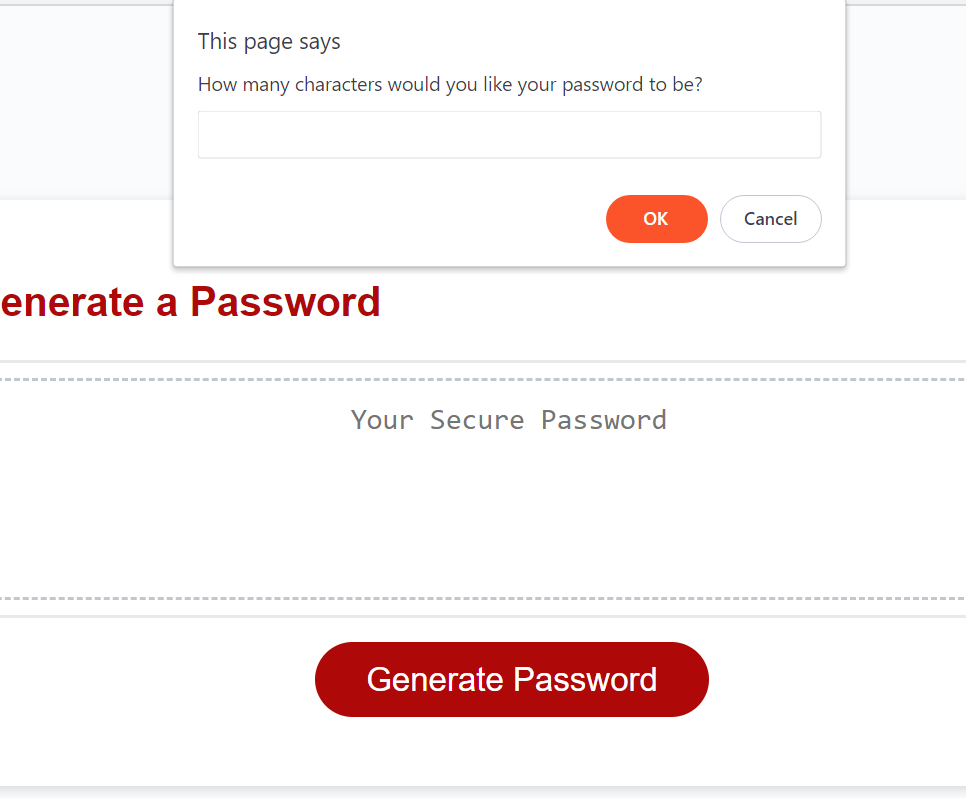 This page says
How many characters would you like your password to be?
OK
Cancel
enerate a Password
Your Secure Password
Generate Password